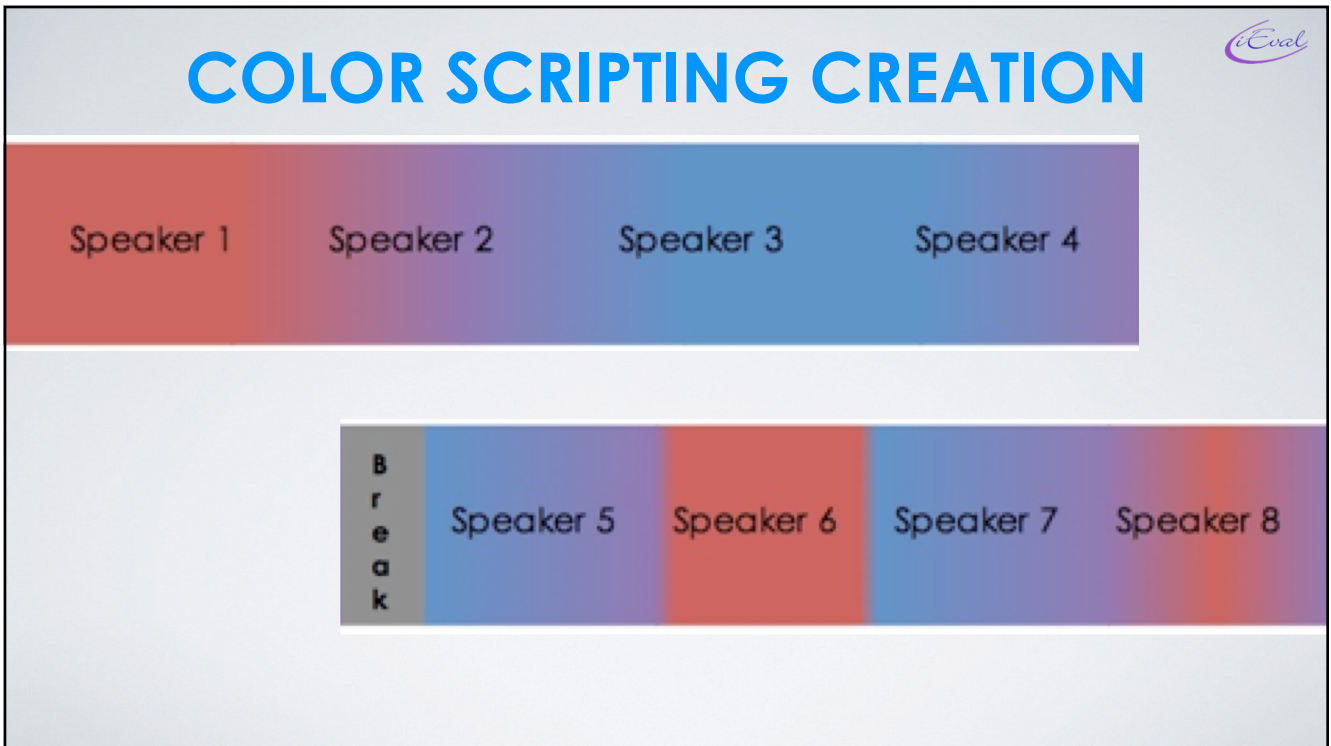 COLOR SCRIPTING CREATION
iEval
Speaker 1 Speaker 2 Speaker 3 Speaker 4
Break
Speaker 5 Speaker 6 Speaker 7 Speaker 8